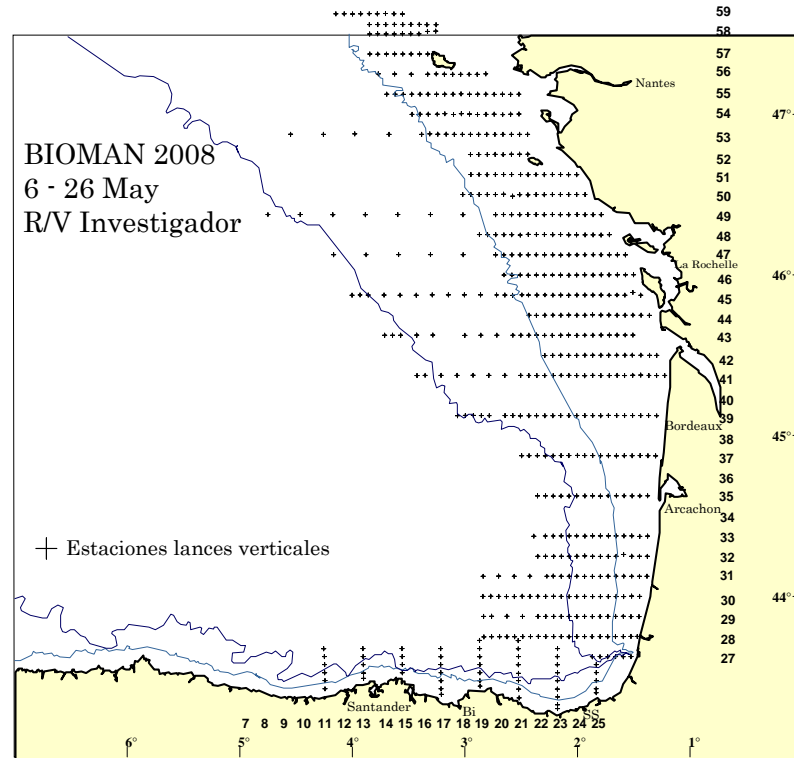 59
58
57
56
Nantes
55
54
47°
53
BIOMAN 2008
52
6 - 26 May
51
50
R/V Investigador
49
48
47
La Rochelle
46°
46
45
44
43
42
41
40
39
Bordeaux
45°
38
37
36
35
Arcachon
34
33
Estaciones lances verticales
32
31
44°
30
29
28
27
Santander
Bi
SS
7 8 9 10 11 12 13 14 15 16 17 18 19 20 21 22 23 24 25
6° 5° 4° 3° 2° 1°